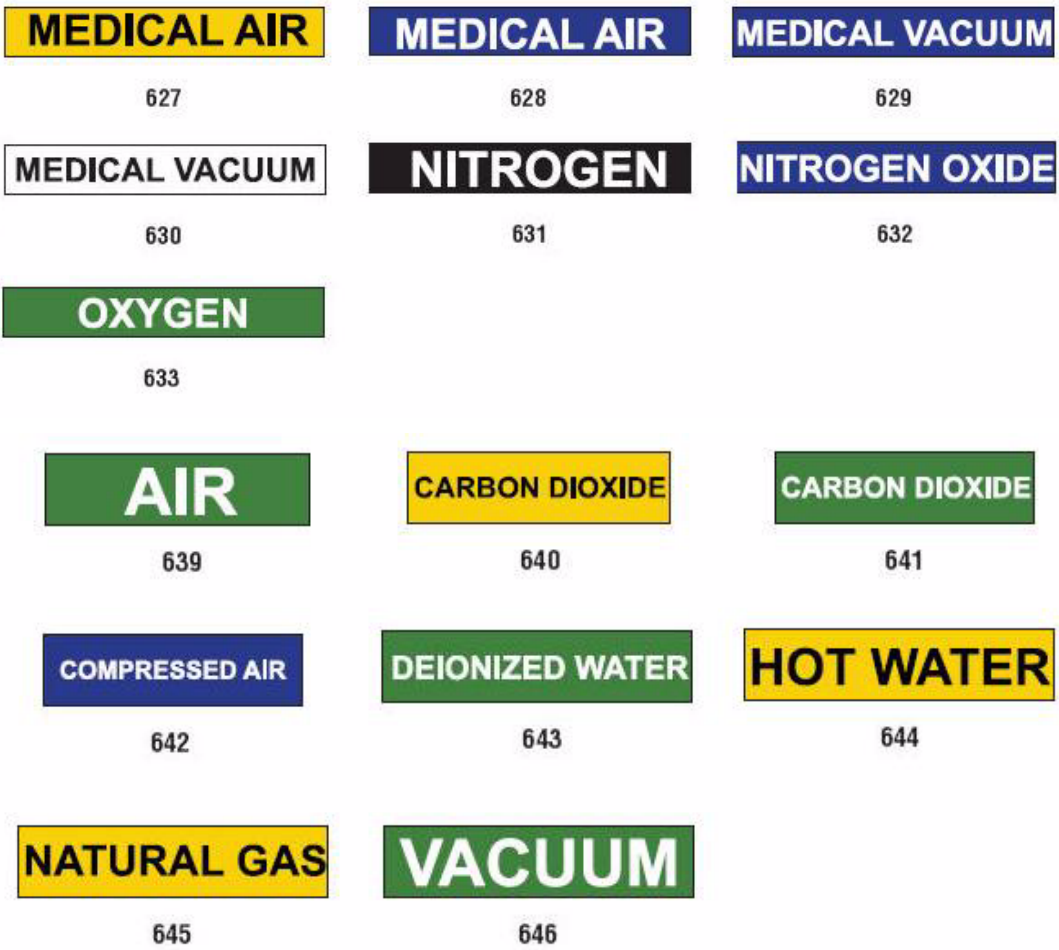 MEDICAL AIR
MEDICAL AIR
MEDICAL VACUUM
627
628
629
MEDICAL VACUUM
NITROGEN
NITROGEN OXIDE
630
631
632
OXYGEN
633
AIR
CARBON DIOXIDE
CARBON DIOXIDE
639
640
641
COMPRESSED AIR
DEIONIZED WATER
HOT WATER
642
643
644
NATURAL GAS
VACUUM
645
646